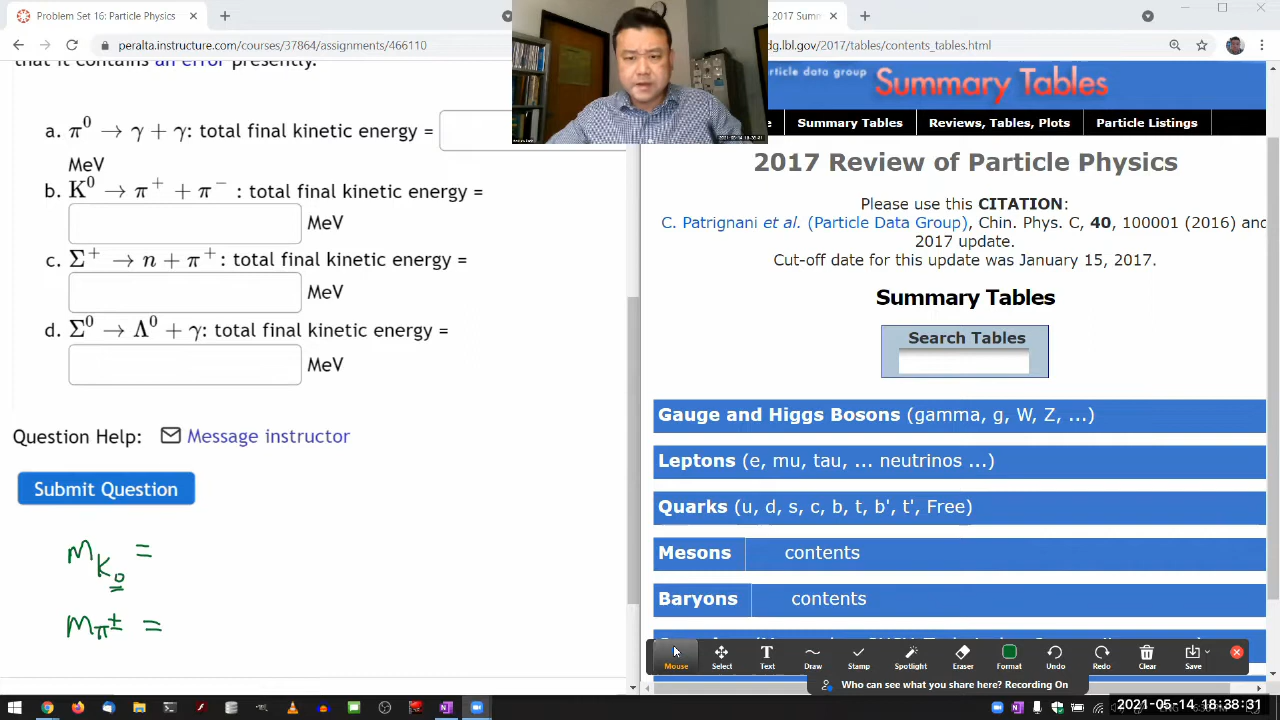 Problem Set 16: Particle Physics
2017 Sum
peralta.instructure.com/courses/37864/assignments/466110
dg.lbl.gov/2017/tables/contents_tables.html
that it contains an error presently.
a. π⁰ → γ + γ: total final kinetic energy =
MeV
b. K⁰ → π⁺ + π⁻ : total final kinetic energy =
MeV
c. Σ⁺ → n + π⁺: total final kinetic energy =
MeV
d. Σ⁰ → Λ⁰ + γ: total final kinetic energy =
MeV
Question Help: Message instructor
Submit Question
m K⁰ =
m π± =
article data group Summary Tables
e Summary Tables Reviews, Tables, Plots Particle Listings
2017 Review of Particle Physics
Please use this CITATION:
C. Patrignani et al. (Particle Data Group), Chin. Phys. C, 40, 100001 (2016) and
2017 update.
Cut-off date for this update was January 15, 2017.
Summary Tables
Search Tables
Gauge and Higgs Bosons (gamma, g, W, Z, ...)
Leptons (e, mu, tau, ... neutrinos ...)
Quarks (u, d, s, c, b, t, b', t', Free)
Mesons contents
Baryons contents
Mouse Select Text Draw Stamp Spotlight Eraser Format Undo Redo Clear Save
Who can see what you share here? Recording On
2021-05-14 18:38:31